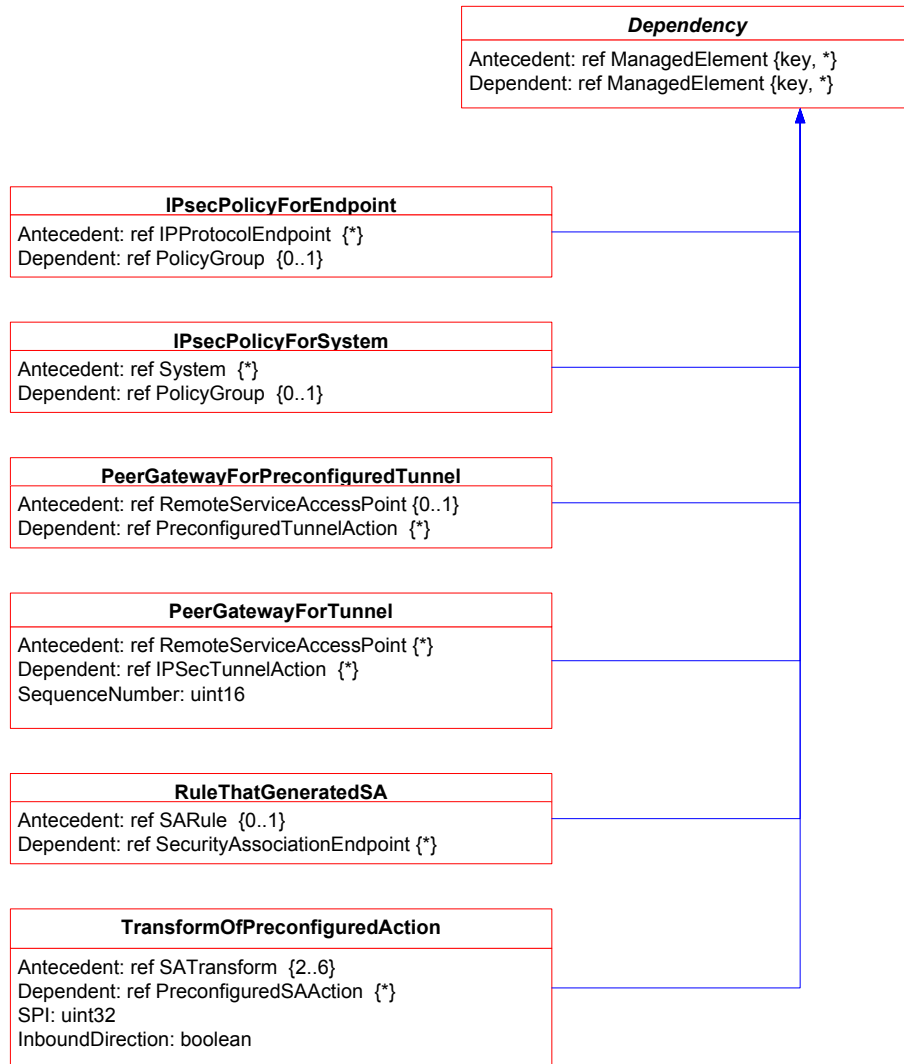 Dependency
Antecedent: ref ManagedElement {key, *}
Dependent: ref ManagedElement {key, *}
IPsecPolicyForEndpoint
Antecedent: ref IPProtocolEndpoint {*}
Dependent: ref PolicyGroup {0..1}
IPsecPolicyForSystem
Antecedent: ref System {*}
Dependent: ref PolicyGroup {0..1}
PeerGatewayForPreconfiguredTunnel
Antecedent: ref RemoteServiceAccessPoint {0..1}
Dependent: ref PreconfiguredTunnelAction {*}
PeerGatewayForTunnel
Antecedent: ref RemoteServiceAccessPoint {*}
Dependent: ref IPSecTunnelAction {*}
SequenceNumber: uint16
RuleThatGeneratedSA
Antecedent: ref SARule {0..1}
Dependent: ref SecurityAssociationEndpoint {*}
TransformOfPreconfiguredAction
Antecedent: ref SATransform {2..6}
Dependent: ref PreconfiguredSAAction {*}
SPI: uint32
InboundDirection: boolean